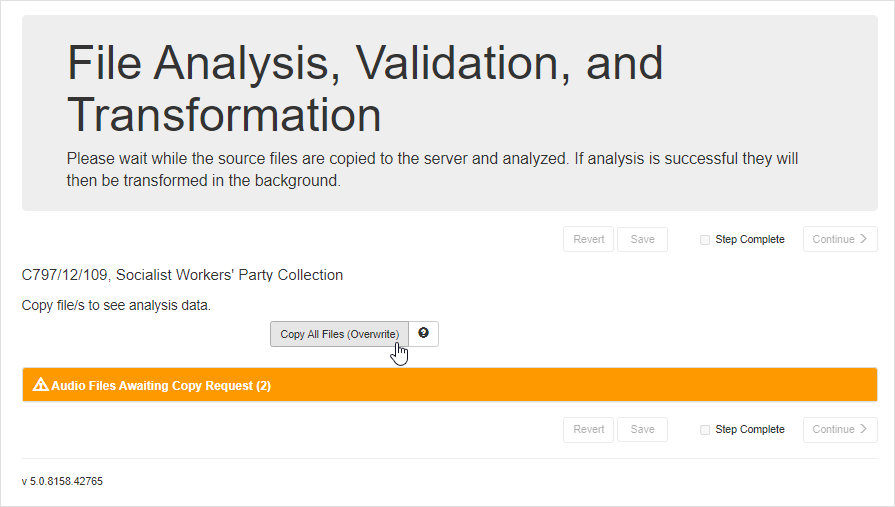 File Analysis, Validation, and
Transformation
Please wait while the source files are copied to the server and analyzed. If analysis is successful they will
then be transformed in the background.
Revert Save Step Complete Continue
C797/12/109, Socialist Workers' Party Collection
Copy file/s to see analysis data.
Copy All Files (Overwrite)
Audio Files Awaiting Copy Request (2)
Revert Save Step Complete Continue
v 5.0.8158.42765